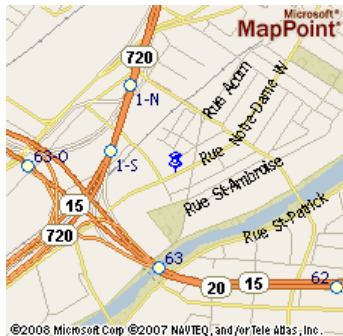 Microsoft®
MapPoint®
720
1-N
Rue Acorn
Rue Notre-Dame W
63-O
1-S
15
Rue St-Ambroise
Rue St-Patrick
720
63
20
15
62
©2008 Microsoft Corp ©2007 NAVTEQ, and/or Tele Atlas, Inc.